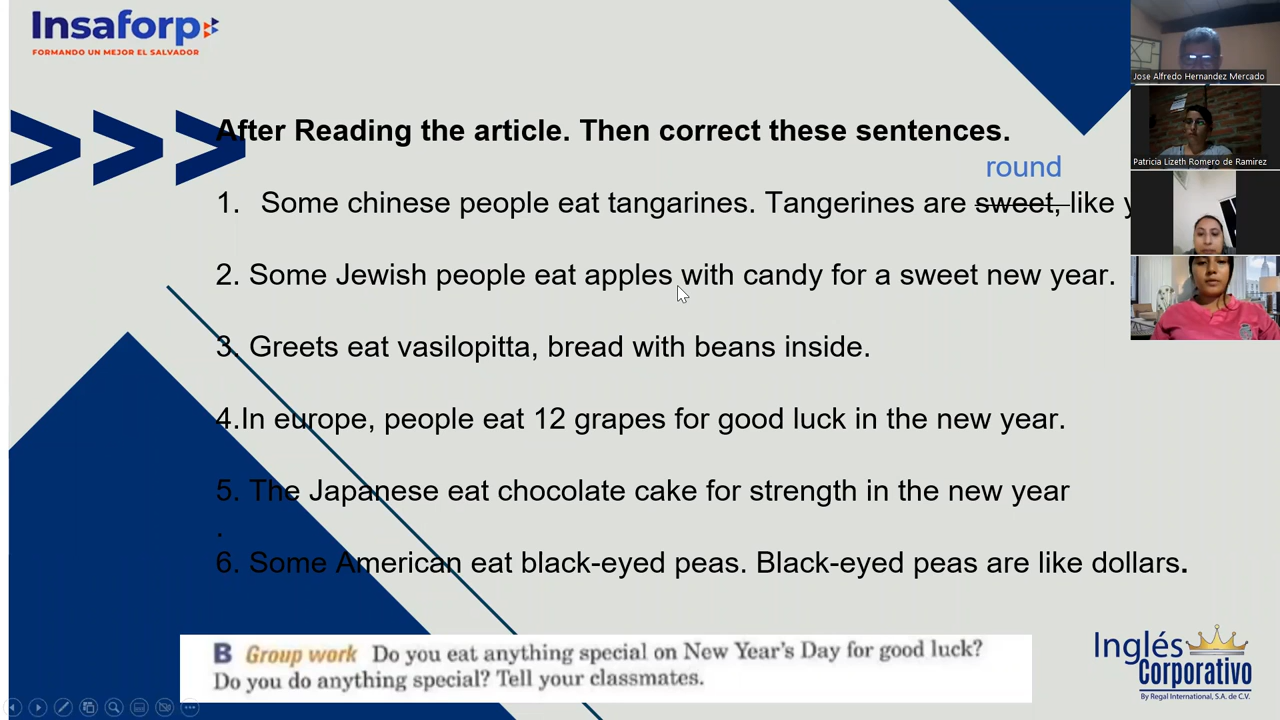 Insaforp
FORMANDO UN MEJOR EL SALVADOR
Jose Alfredo Hernandez Mercado
After Reading the article. Then correct these sentences.
Patricia Lizeth Romero de Ramirez
round
1. Some chinese people eat tangarines. Tangerines are sweet, like
2. Some Jewish people eat apples with candy for a sweet new year.
3. Greets eat vasilopitta, bread with beans inside.
4.In europe, people eat 12 grapes for good luck in the new year.
5. The Japanese eat chocolate cake for strength in the new year
.
6. Some American eat black-eyed peas. Black-eyed peas are like dollars.
B Group work Do you eat anything special on New Year's Day for good luck?
Do you do anything special? Tell your classmates.
Inglés
Corporativo
By Regal International, S.A. de C.V.